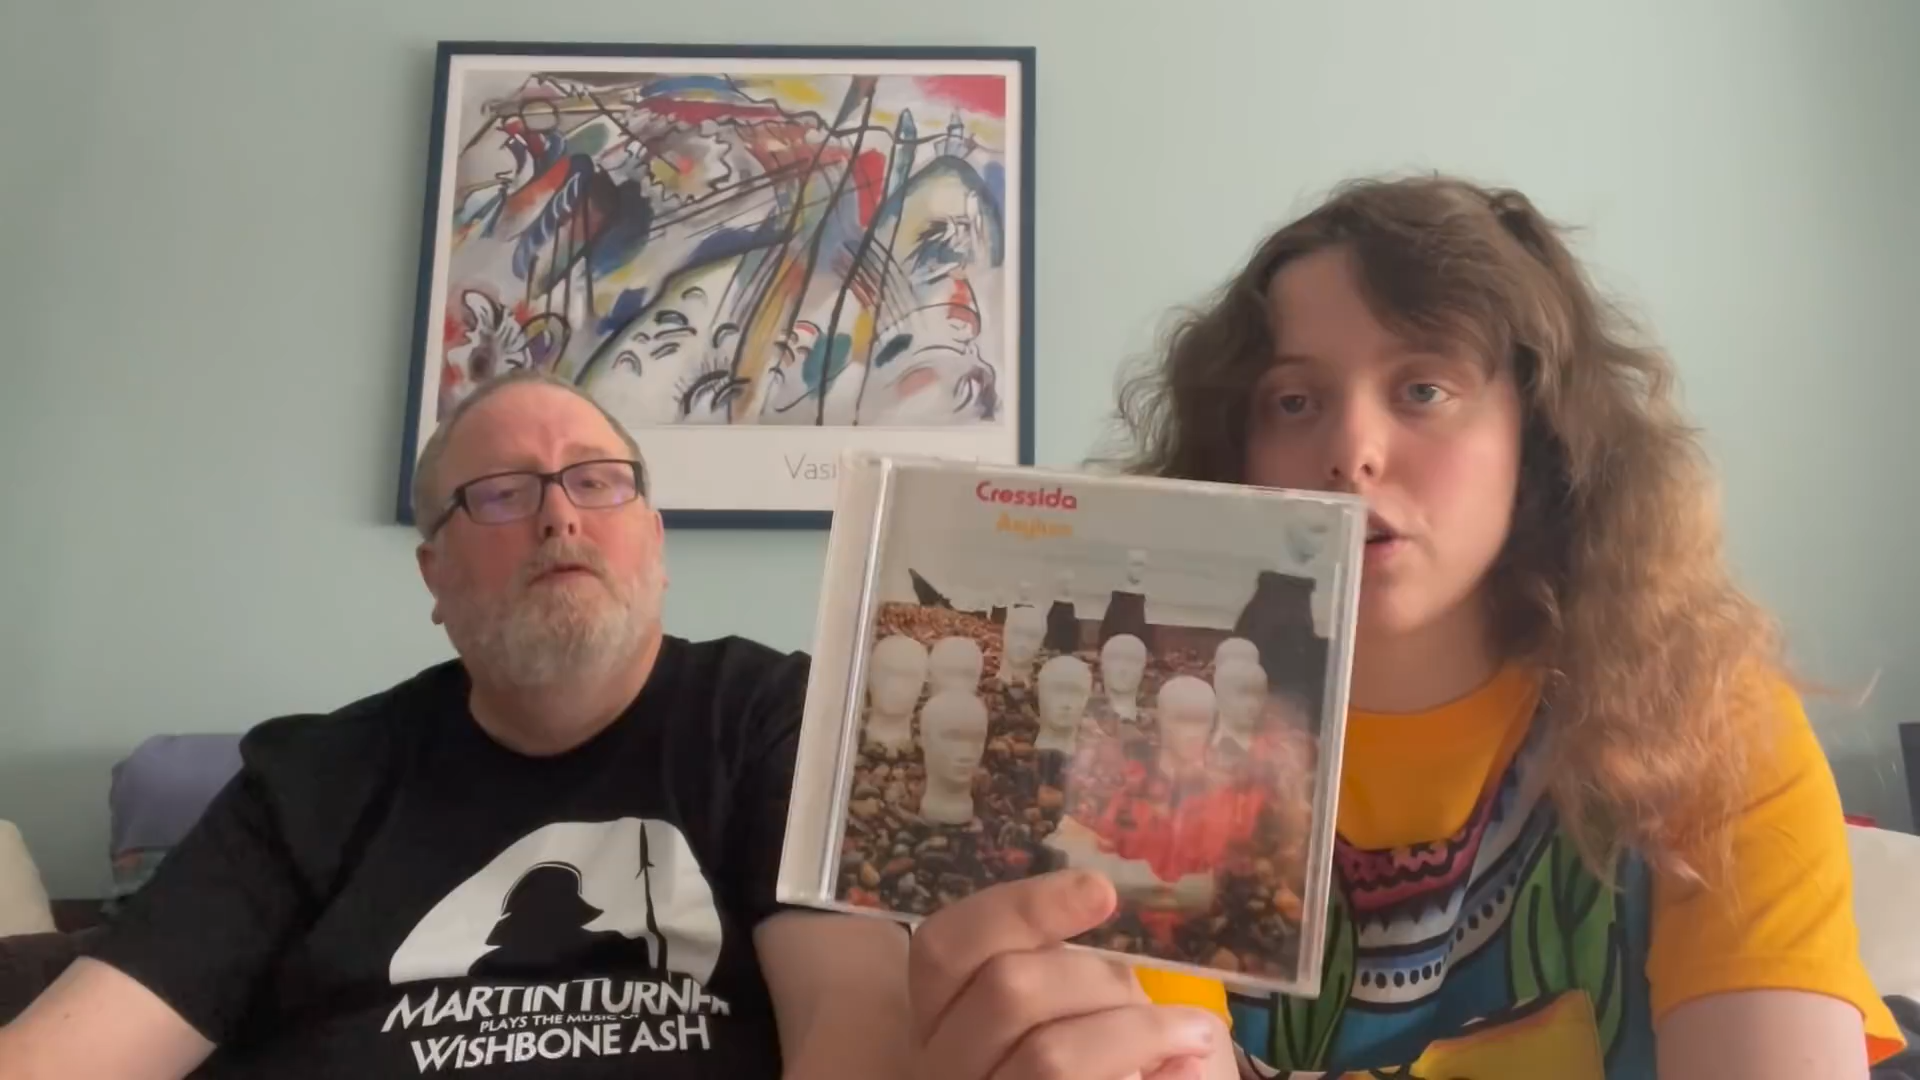 Vasi
Cressida
Asylum
MARTIN TURNER
PLAYS THE MUSIC OF
WISHBONE ASH